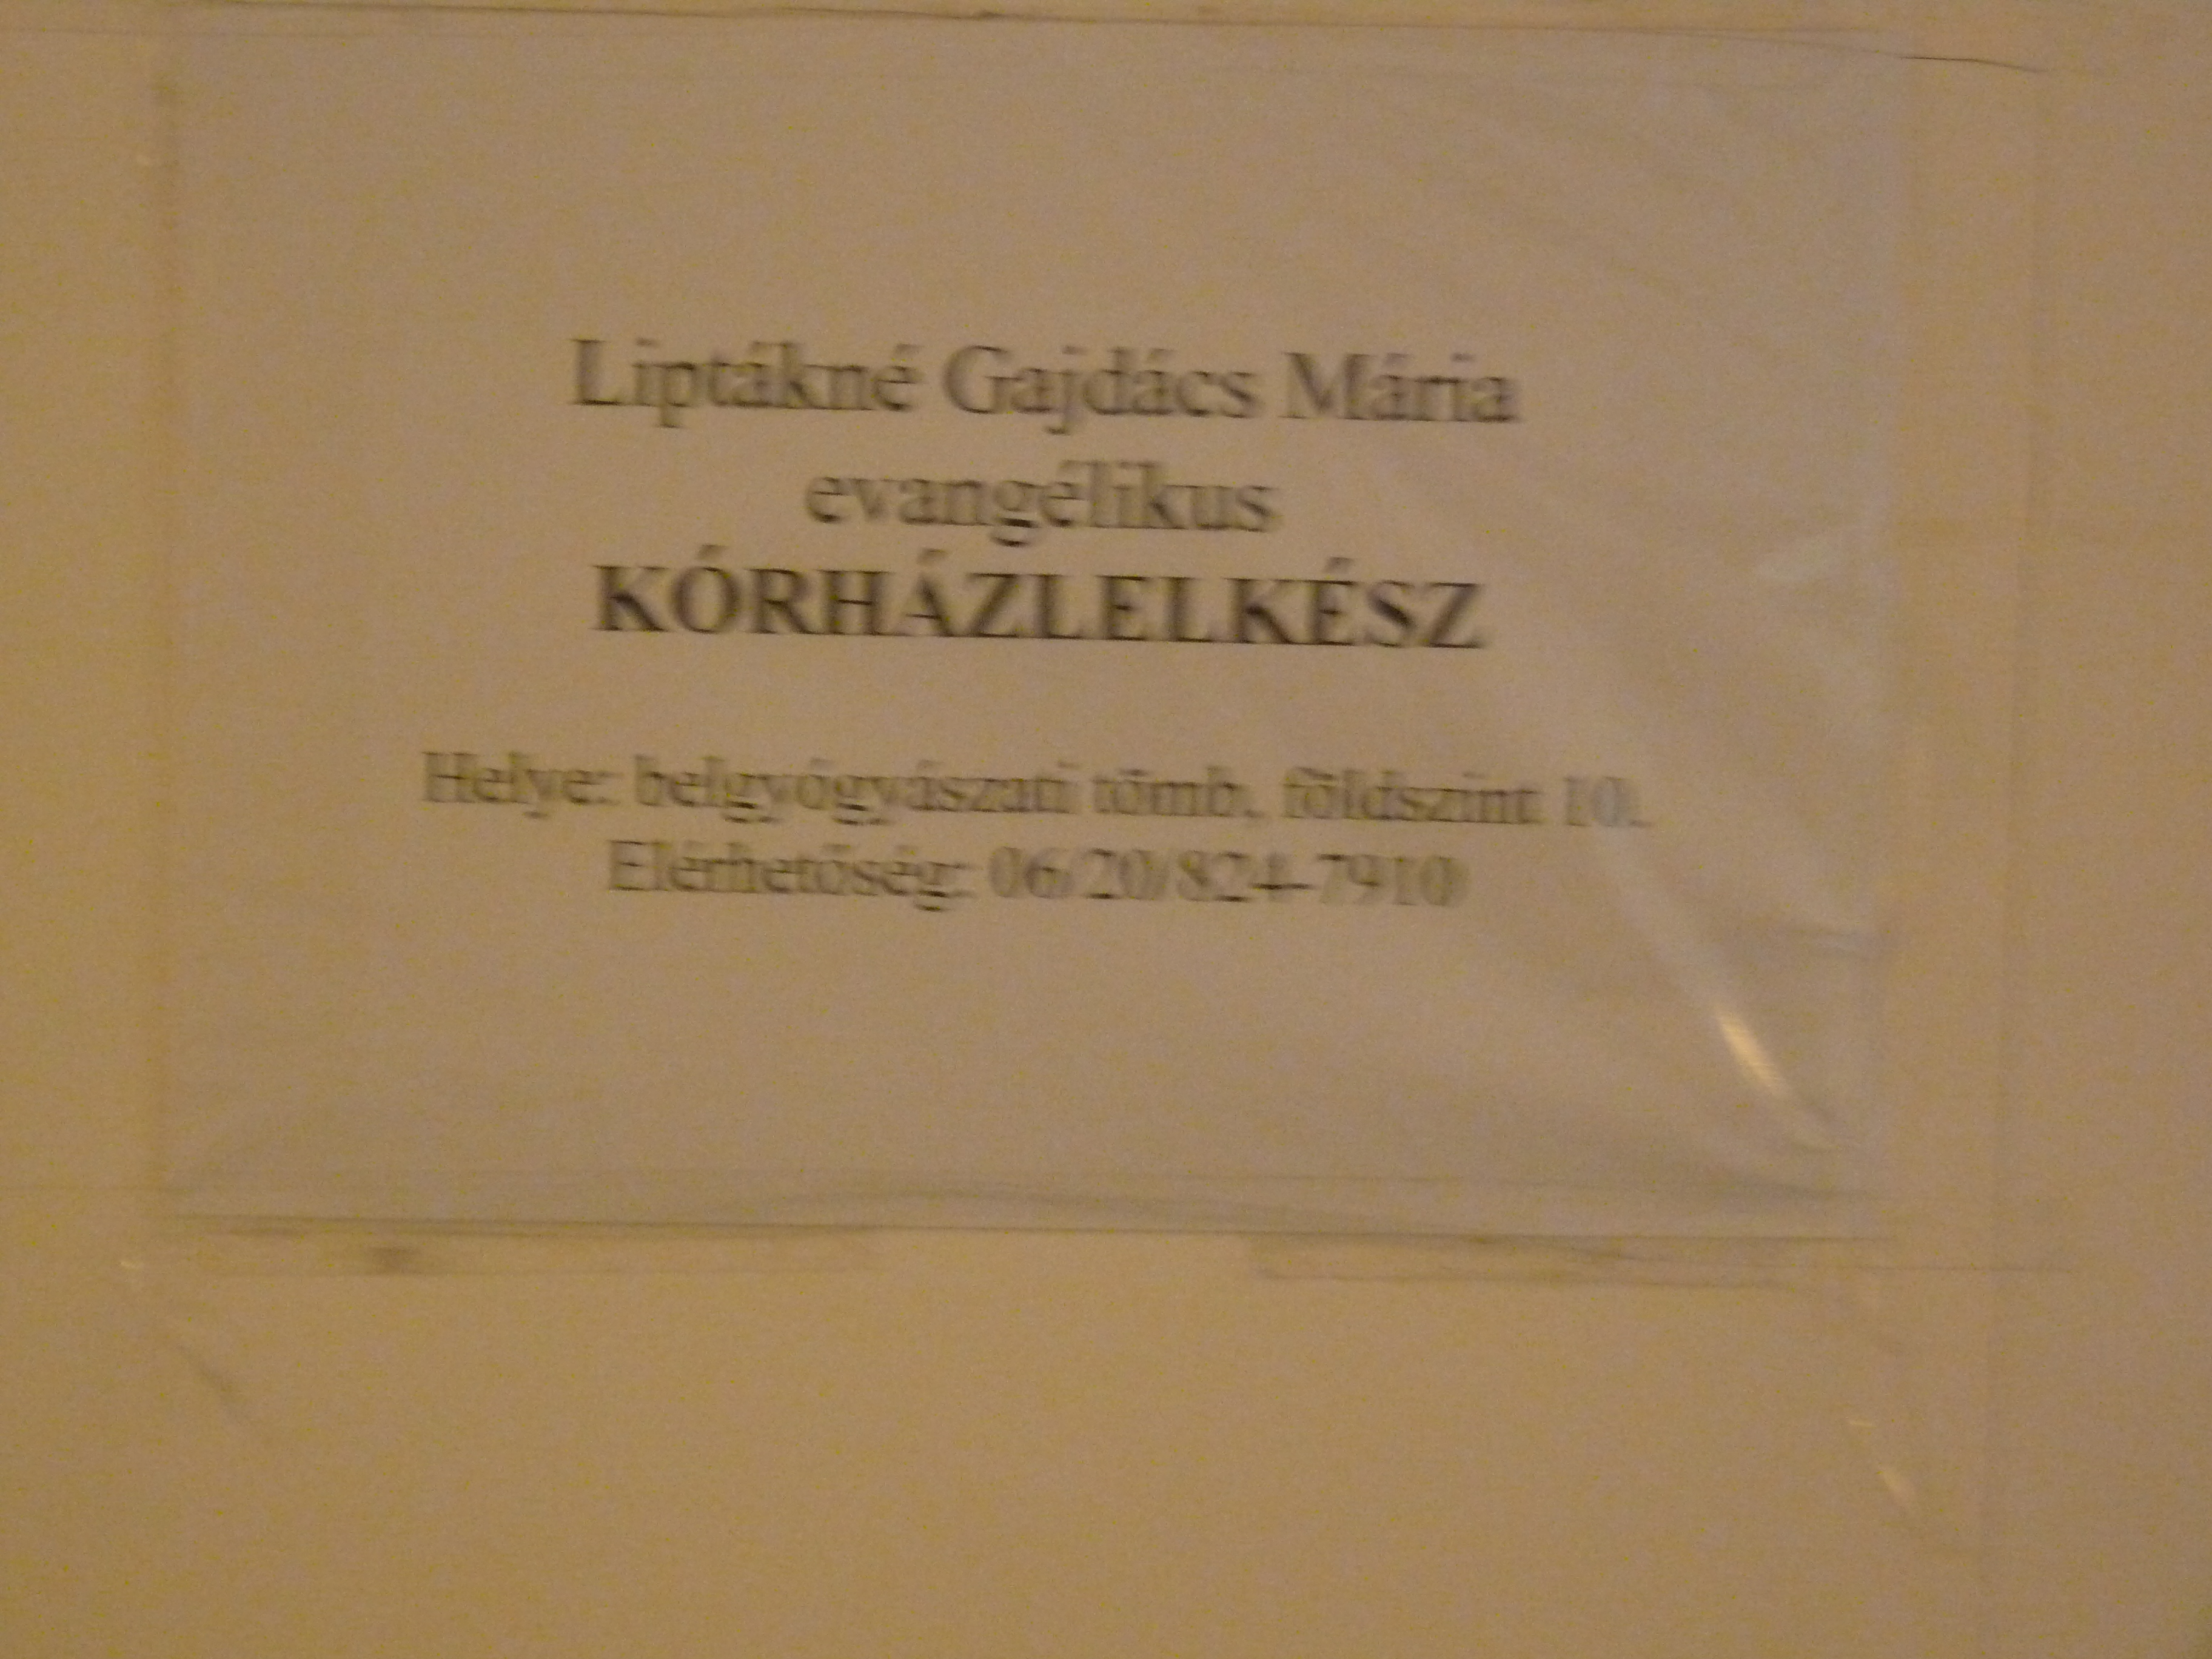 Liptákné Gajdács Mária
evangélikus
KÓRHÁZLELKÉSZ
Helye: belgyógyászati tömb, földszint 10.
Elérhetőség: 06/20/824-7910